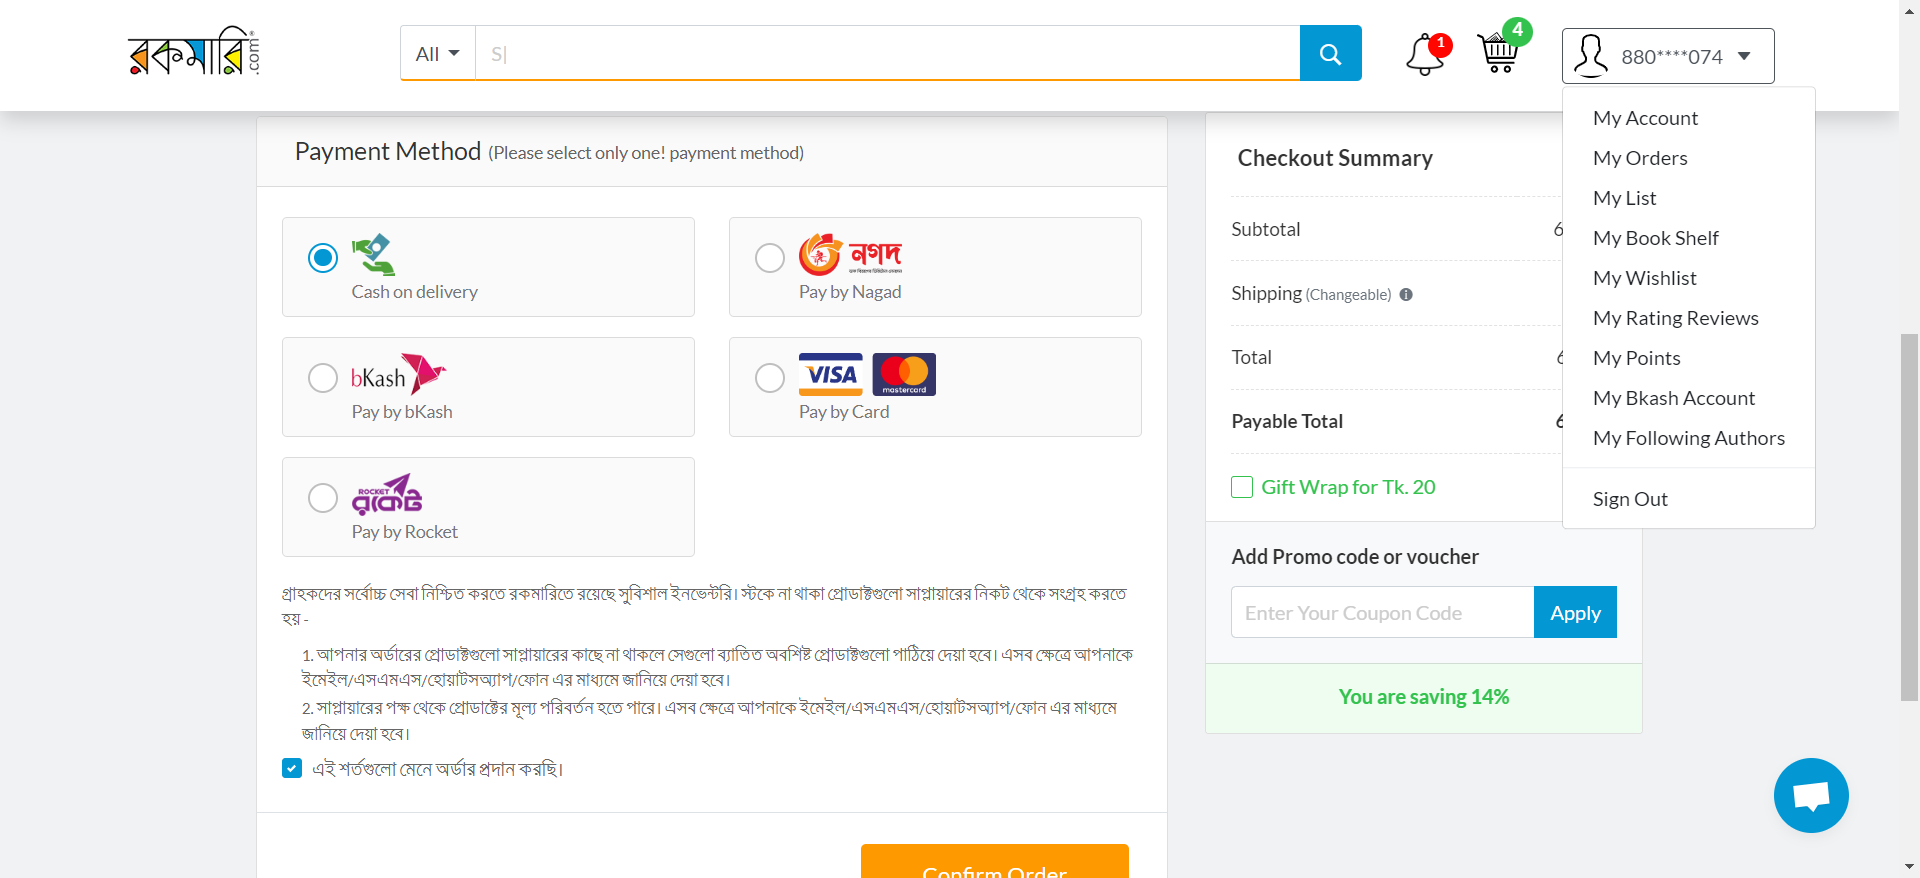 রকমারি.com
All
S
1
4
880****074
My Account
My Orders
My List
My Book Shelf
My Wishlist
My Rating Reviews
My Points
My Bkash Account
My Following Authors
Sign Out
Payment Method (Please select only one! payment method)
Cash on delivery
নগদ
Pay by Nagad
bKash
Pay by bKash
VISA
mastercard
Pay by Card
ROCKET
রকেট
Pay by Rocket
গ্রাহকদের সর্বোচ্চ সেবা নিশ্চিত করতে রকমারিতে রয়েছে সুবিশাল ইনভেন্টরি। স্টকে না থাকা প্রোডাক্টগুলো সাপ্লায়ারের নিকট থেকে সংগ্রহ করতে
হয় -
1. আপনার অর্ডারের প্রোডাক্টগুলো সাপ্লায়ারের কাছে না থাকলে সেগুলো ব্যাতিত অবশিষ্ট প্রোডাক্টগুলো পাঠিয়ে দেয়া হবে। এসব ক্ষেত্রে আপনাকে
ইমেইল/এসএমএস/হোয়াটসঅ্যাপ/ফোন এর মাধ্যমে জানিয়ে দেয়া হবে।
2. সাপ্লায়ারের পক্ষ থেকে প্রোডাক্টের মূল্য পরিবর্তন হতে পারে। এসব ক্ষেত্রে আপনাকে ইমেইল/এসএমএস/হোয়াটসঅ্যাপ/ফোন এর মাধ্যমে
জানিয়ে দেয়া হবে।
এই শর্তগুলো মেনে অর্ডার প্রদান করছি।
Confirm Order
Checkout Summary
Subtotal 6
Shipping (Changeable)
Total 6
Payable Total 6
Gift Wrap for Tk. 20
Add Promo code or voucher
Enter Your Coupon Code
Apply
You are saving 14%